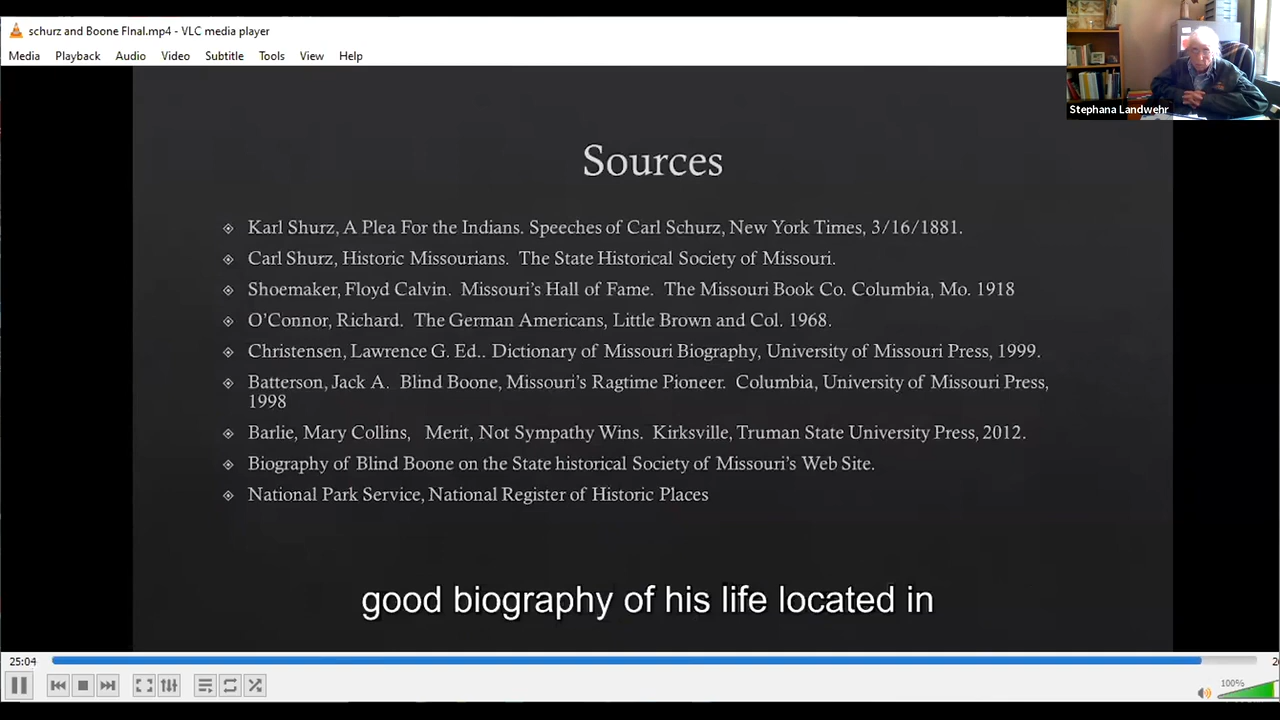 schurz and Boone FInal.mp4 - VLC media player
Media Playback Audio Video Subtitle Tools View Help
Stephana Landwehr
Sources
Karl Shurz, A Plea For the Indians. Speeches of Carl Schurz, New York Times, 3/16/1881.
Carl Shurz, Historic Missourians. The State Historical Society of Missouri.
Shoemaker, Floyd Calvin. Missouri's Hall of Fame. The Missouri Book Co. Columbia, Mo. 1918
O'Connor, Richard. The German Americans, Little Brown and Col. 1968.
Christensen, Lawrence G. Ed.. Dictionary of Missouri Biography, University of Missouri Press, 1999.
Batterson, Jack A. Blind Boone, Missouri's Ragtime Pioneer. Columbia, University of Missouri Press,
1998
Barlie, Mary Collins, Merit, Not Sympathy Wins. Kirksville, Truman State University Press, 2012.
Biography of Blind Boone on the State historical Society of Missouri's Web Site.
National Park Service, National Register of Historic Places
good biography of his life located in
25:04
100%